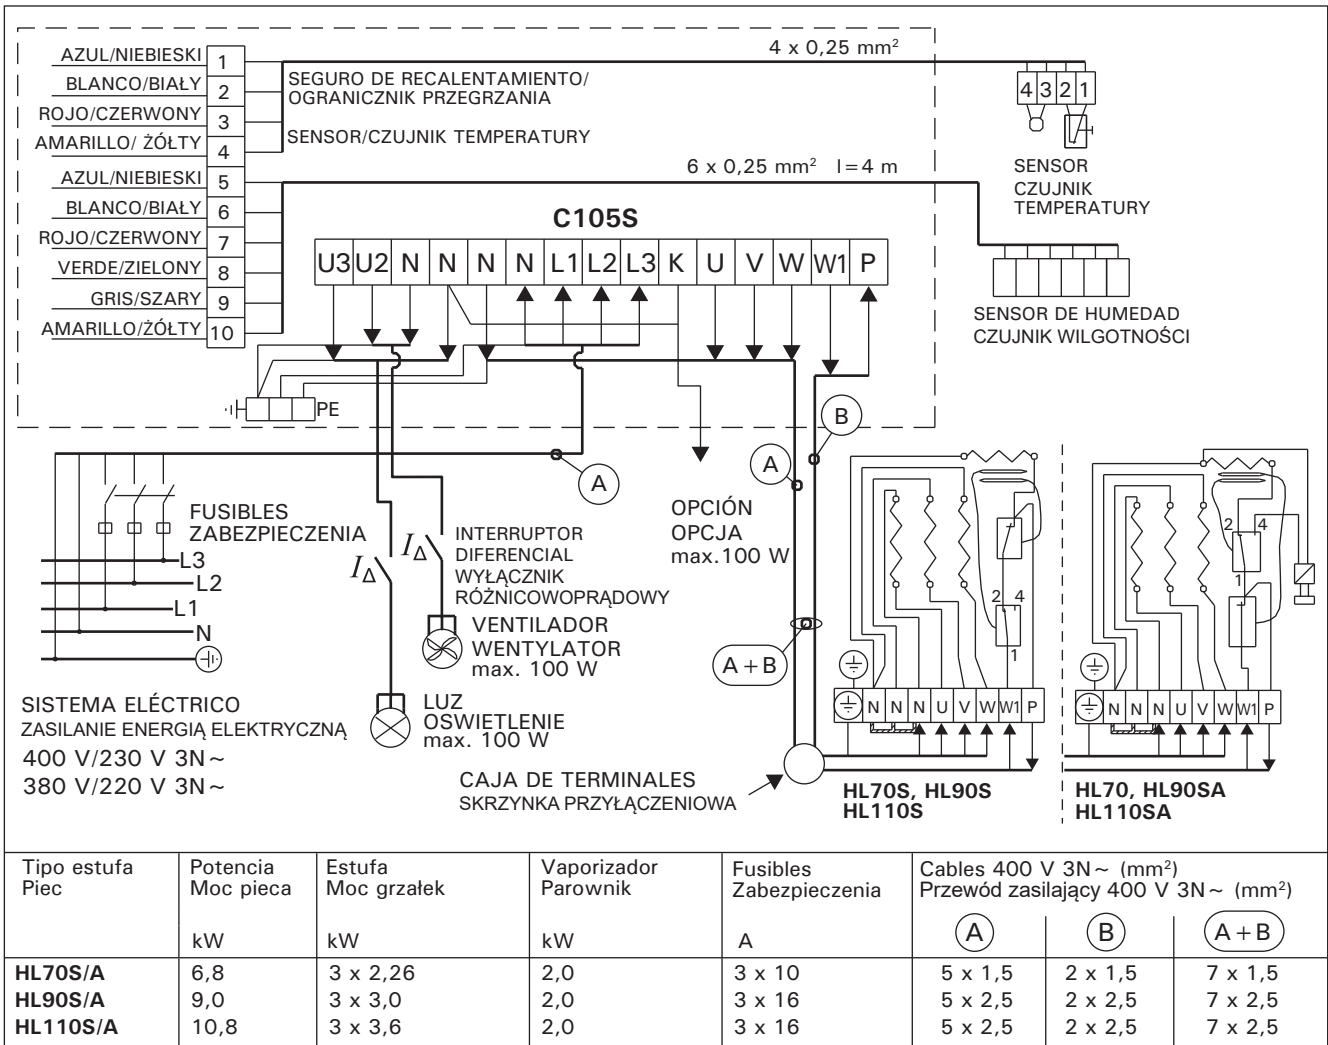 AZUL/NIEBIESKI 1
BLANCO/BIAŁY 2
ROJO/CZERWONY 3
AMARILLO/ ŻÓŁTY 4
AZUL/NIEBIESKI 5
BLANCO/BIAŁY 6
ROJO/CZERWONY 7
VERDE/ZIELONY 8
GRIS/SZARY 9
AMARILLO/ŻÓŁTY 10
SEGURO DE RECALENTAMIENTO/
OGRANICZNIK PRZEGRZANIA
SENSOR/CZUJNIK TEMPERATURY
4 x 0,25 mm²
6 x 0,25 mm² l=4 m
4 3 2 1
SENSOR
CZUJNIK
TEMPERATURY
C105S
U3 U2 N N N N L1 L2 L3 K U V W W1 P
SENSOR DE HUMEDAD
CZUJNIK WILGOTNOŚCI
PE
A
B
A
FUSIBLES
ZABEZPIECZENIA
L3
L2
L1
N
I∆
I∆
INTERRUPTOR
DIFERENCIAL
WYŁĄCZNIK
RÓŻNICOWOPRĄDOWY
OPCIÓN
OPCJA
max.100 W
VENTILADOR
WENTYLATOR
max. 100 W
LUZ
OSWIETLENIE
max. 100 W
A+B
SISTEMA ELÉCTRICO
ZASILANIE ENERGIĄ ELEKTRYCZNĄ
400 V/230 V 3N~
380 V/220 V 3N~
CAJA DE TERMINALES
SKRZYNKA PRZYŁĄCZENIOWA
2 4
1
N N N U V W W1 P
HL70S, HL90S
HL110S
2 4
1
N N N U V W W1 P
HL70, HL90SA
HL110SA
Tipo estufa Potencia Estufa Vaporizador Fusibles Cables 400 V 3N~ (mm²)
Piec Moc pieca Moc grzałek Parownik Zabezpieczenia Przewód zasilający 400 V 3N~ (mm²)
kW kW kW A A B A+B
HL70S/A 6,8 3 x 2,26 2,0 3 x 10 5 x 1,5 2 x 1,5 7 x 1,5
HL90S/A 9,0 3 x 3,0 2,0 3 x 16 5 x 2,5 2 x 2,5 7 x 2,5
HL110S/A 10,8 3 x 3,6 2,0 3 x 16 5 x 2,5 2 x 2,5 7 x 2,5